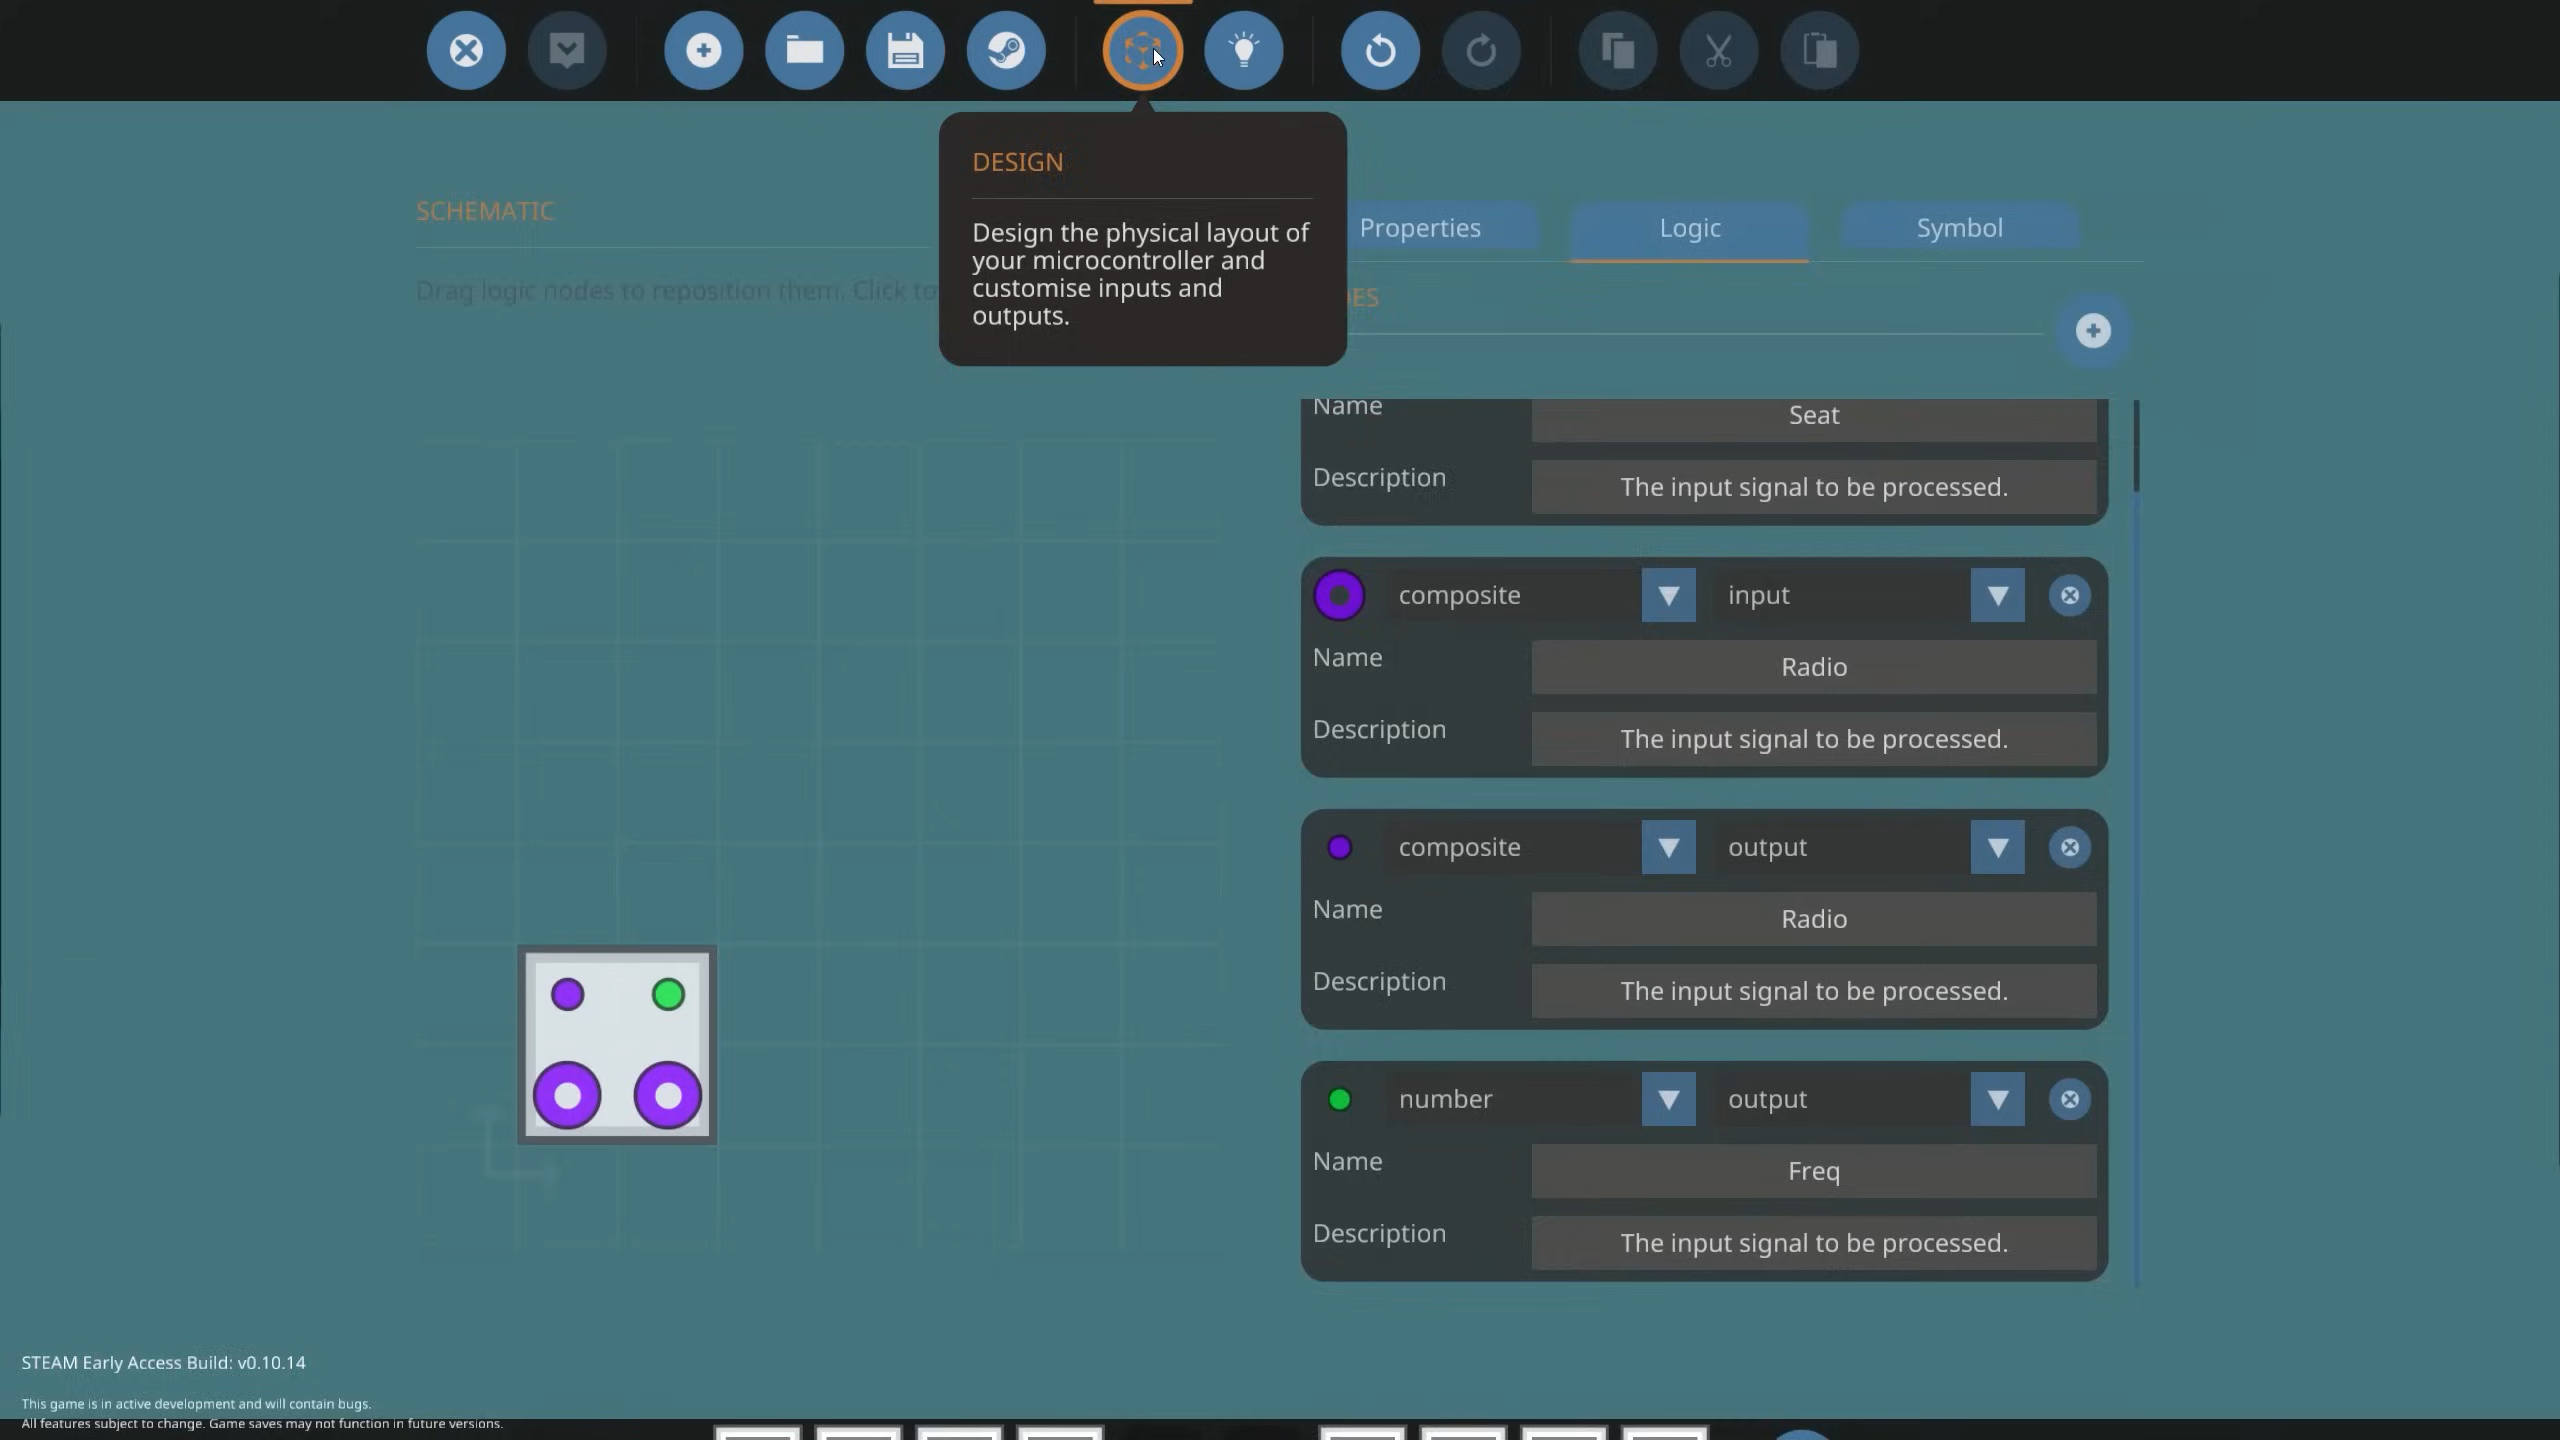 DESIGN
Design the physical layout of
your microcontroller and
customise inputs and
outputs.
SCHEMATIC
Drag logic nodes to reposition them. Click to
Properties
Logic
Symbol
Name
Seat
Description
The input signal to be processed.
composite
input
Name
Radio
Description
The input signal to be processed.
composite
output
Name
Radio
Description
The input signal to be processed.
number
output
Name
Freq
Description
The input signal to be processed.
STEAM Early Access Build: v0.10.14
This game is in active development and will contain bugs.
All features subject to change. Game saves may not function in future versions.